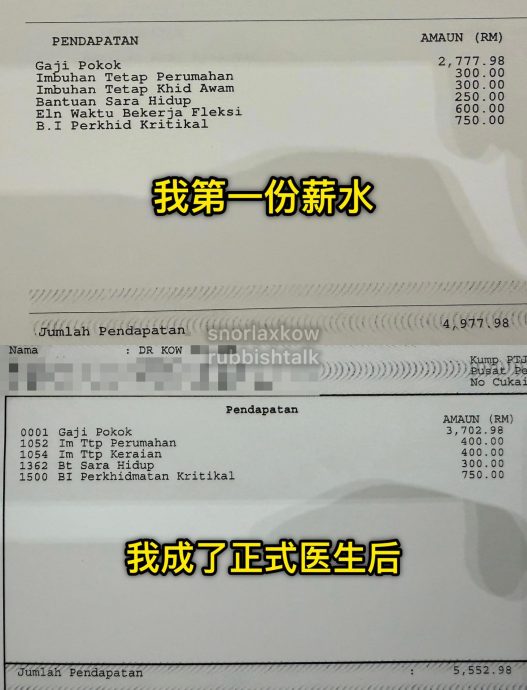 PENDAPATAN AMAUN (RM)
Gaji Pokok 2,777.98
Imbuhan Tetap Perumahan 300.00
Imbuhan Tetap Khid Awam 300.00
Bantuan Sara Hidup 250.00
Eln Waktu Bekerja Fleksi 600.00
B.I Perkhid Kritikal 750.00
我第一份薪水
Jumlah Pendapatan 4,977.98
snorlaxkow
rubbishtalk
Nama : DR KOW
Kump PTJ
Pusat Pe
No Cukai
Pendapatan
AMAUN (RM)
0001 Gaji Pokok 3,702.98
1052 Im Ttp Perumahan 400.00
1054 Im Ttp Keraian 400.00
1362 Bt Sara Hidup 300.00
1500 BI Perkhidmatan Kritikal 750.00
我成了正式医生后
Jumlah Pendapatan : 5,552.98